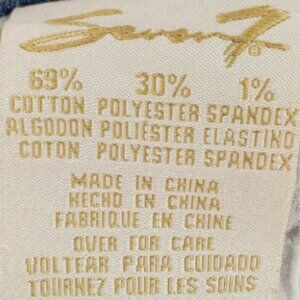 Seven7®
69% 30% 1%
COTTON POLYESTER SPANDEX
ALGODON POLIÉSTER ELASTINO
COTON POLYESTER SPANDEX
MADE IN CHINA
HECHO EN CHINA
FABRIQUE EN CHINE
OVER FOR CARE
VOLTEAR PARA CUIDADO
TOURNEZ POUR LES SOINS